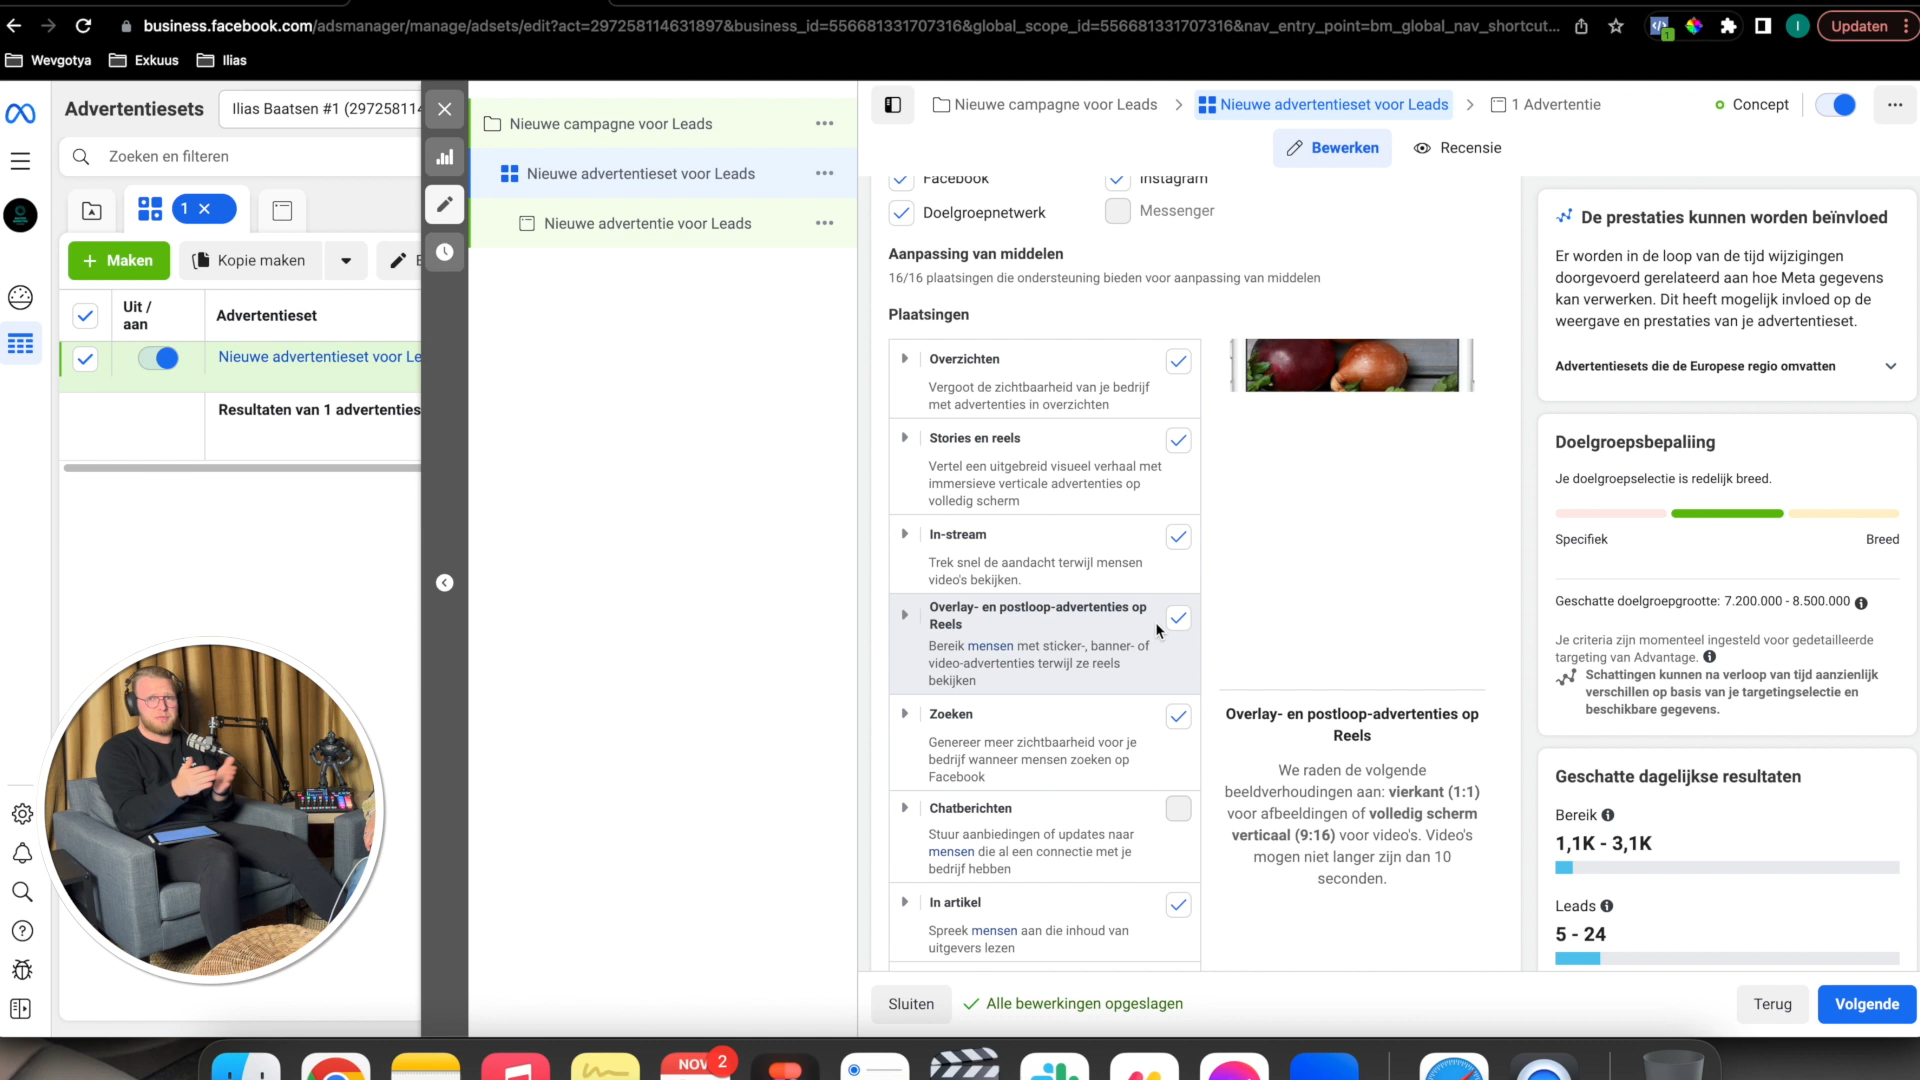 business.facebook.com/adsmanager/manage/adsets/edit?act=297258114631897&business_id=556681331707316&global_scope_id=556681331707316&nav_entry_point=bm_global_nav_shortcut...
1
I
Updaten
Wevgotya
Exkuus
Ilias
Advertentiesets
Ilias Baatsen #1 (297258114
Zoeken en filteren
1
Maken
Kopie maken
Uit /
aan
Advertentieset
Nieuwe advertentieset voor Le
Resultaten van 1 advertenties
Nieuwe campagne voor Leads
Nieuwe advertentieset voor Leads
Nieuwe advertentie voor Leads
Nieuwe campagne voor Leads
Nieuwe advertentieset voor Leads
1 Advertentie
Concept
Bewerken
Recensie
Facebook
Instagram
Doelgroepnetwerk
Messenger
Aanpassing van middelen
16/16 plaatsingen die ondersteuning bieden voor aanpassing van middelen
Plaatsingen
Overzichten
Vergoot de zichtbaarheid van je bedrijf
met advertenties in overzichten
Stories en reels
Vertel een uitgebreid visueel verhaal met
immersieve verticale advertenties op
volledig scherm
In-stream
Trek snel de aandacht terwijl mensen
video's bekijken.
Overlay- en postloop-advertenties op
Reels
Bereik mensen met sticker-, banner- of
video-advertenties terwijl ze reels
bekijken
Zoeken
Genereer meer zichtbaarheid voor je
bedrijf wanneer mensen zoeken op
Facebook
Chatberichten
Stuur aanbiedingen of updates naar
mensen die al een connectie met je
bedrijf hebben
In artikel
Spreek mensen aan die inhoud van
uitgevers lezen
Overlay- en postloop-advertenties op
Reels
We raden de volgende
beeldverhoudingen aan: vierkant (1:1)
voor afbeeldingen of volledig scherm
verticaal (9:16) voor video's. Video's
mogen niet langer zijn dan 10
seconden.
De prestaties kunnen worden beïnvloed
Er worden in de loop van de tijd wijzigingen
doorgevoerd gerelateerd aan hoe Meta gegevens
kan verwerken. Dit heeft mogelijk invloed op de
weergave en prestaties van je advertentieset.
Advertentiesets die de Europese regio omvatten
Doelgroepsbepaliing
Je doelgroepselectie is redelijk breed.
Specifiek
Breed
Geschatte doelgroepgrootte: 7.200.000 - 8.500.000
Je criteria zijn momenteel ingesteld voor gedetailleerde
targeting van Advantage.
Schattingen kunnen na verloop van tijd aanzienlijk
verschillen op basis van je targetingselectie en
beschikbare gegevens.
Geschatte dagelijkse resultaten
Bereik
1,1K - 3,1K
Leads
5 - 24
Sluiten
Alle bewerkingen opgeslagen
Terug
Volgende
NOV
2